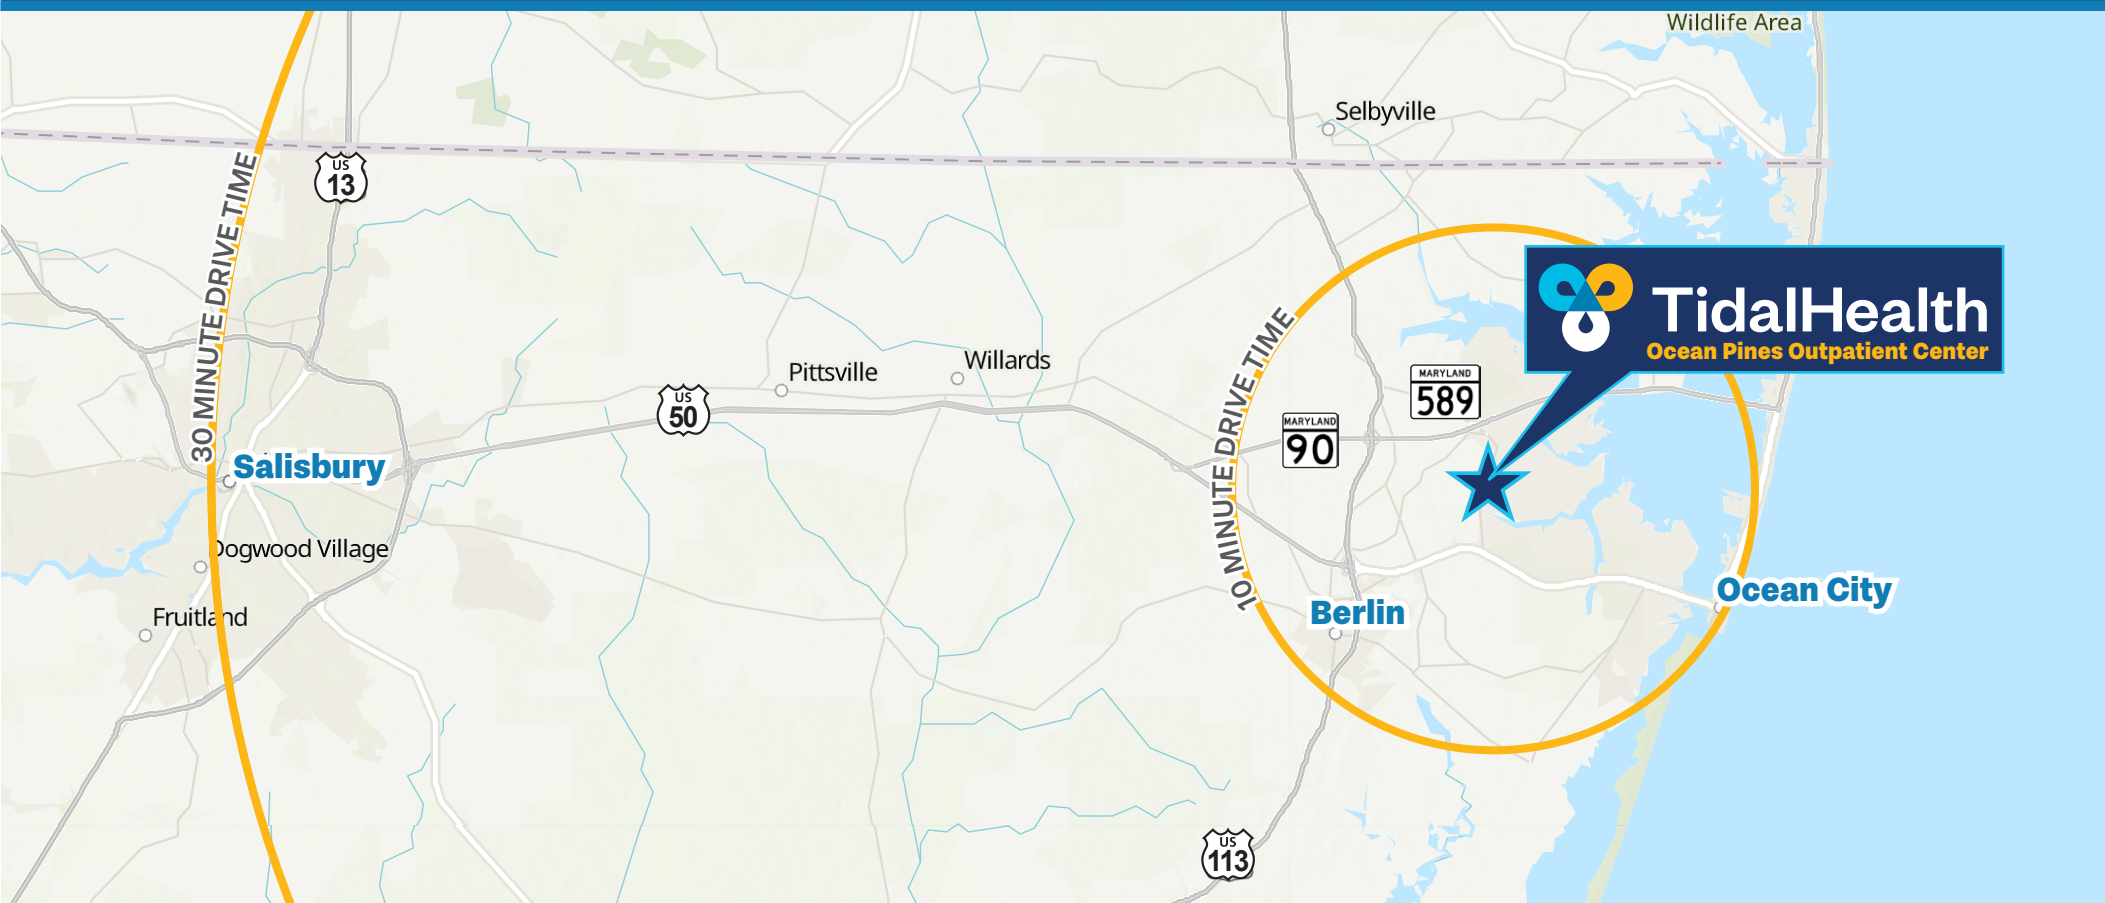 Wildlife Area
Selbyville
US
13
30 MINUTE DRIVE TIME
TidalHealth
Ocean Pines Outpatient Center
10 MINUTE DRIVE TIME
Pittsville
Willards
US
50
MARYLAND
589
MARYLAND
90
Salisbury
Dogwood Village
Fruitland
Berlin
Ocean City
US
113